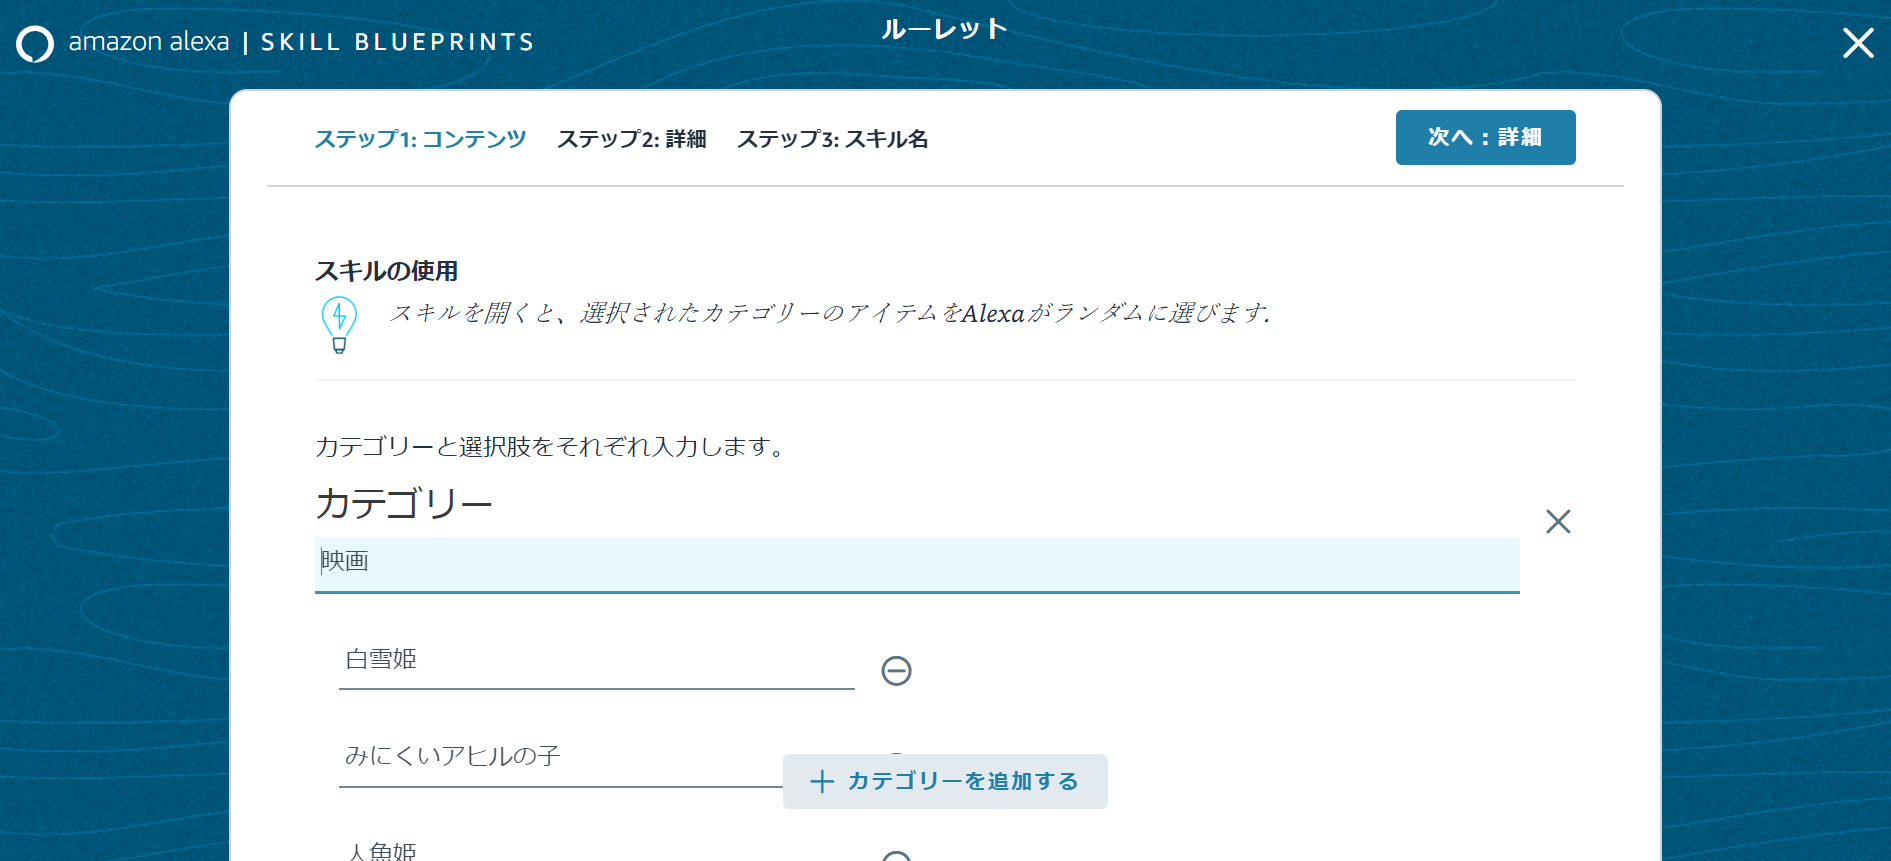 amazon alexa | SKILL BLUEPRINTS
ルーレット
ステップ1: コンテンツ ステップ2: 詳細 ステップ3: スキル名
次へ：詳細
スキルの使用
スキルを開くと、選択されたカテゴリーのアイテムをAlexaがランダムに選びます.
カテゴリーと選択肢をそれぞれ入力します。
カテゴリー
映画
白雪姫
みにくいアヒルの子
カテゴリーを追加する
人魚姫